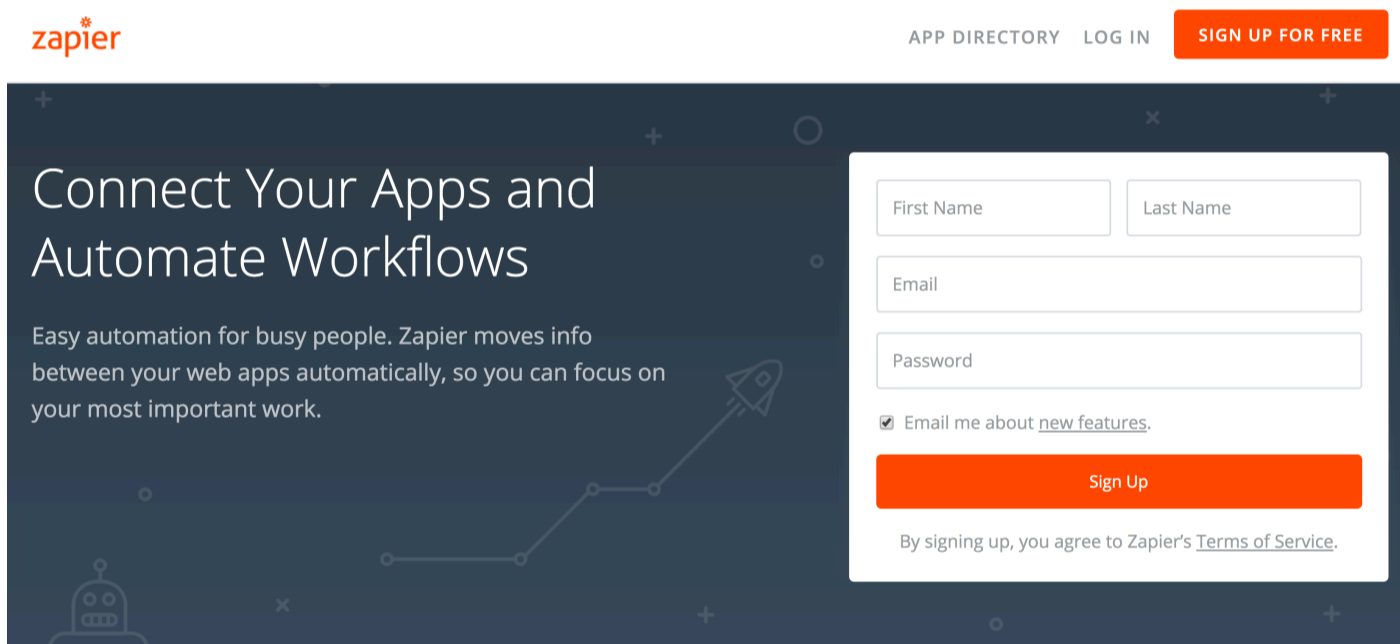 zapier
APP DIRECTORY
LOG IN
SIGN UP FOR FREE
Connect Your Apps and
Automate Workflows
Easy automation for busy people. Zapier moves info
between your web apps automatically, so you can focus on
your most important work.
First Name
Last Name
Email
Password
Email me about new features.
Sign Up
By signing up, you agree to Zapier’s Terms of Service.